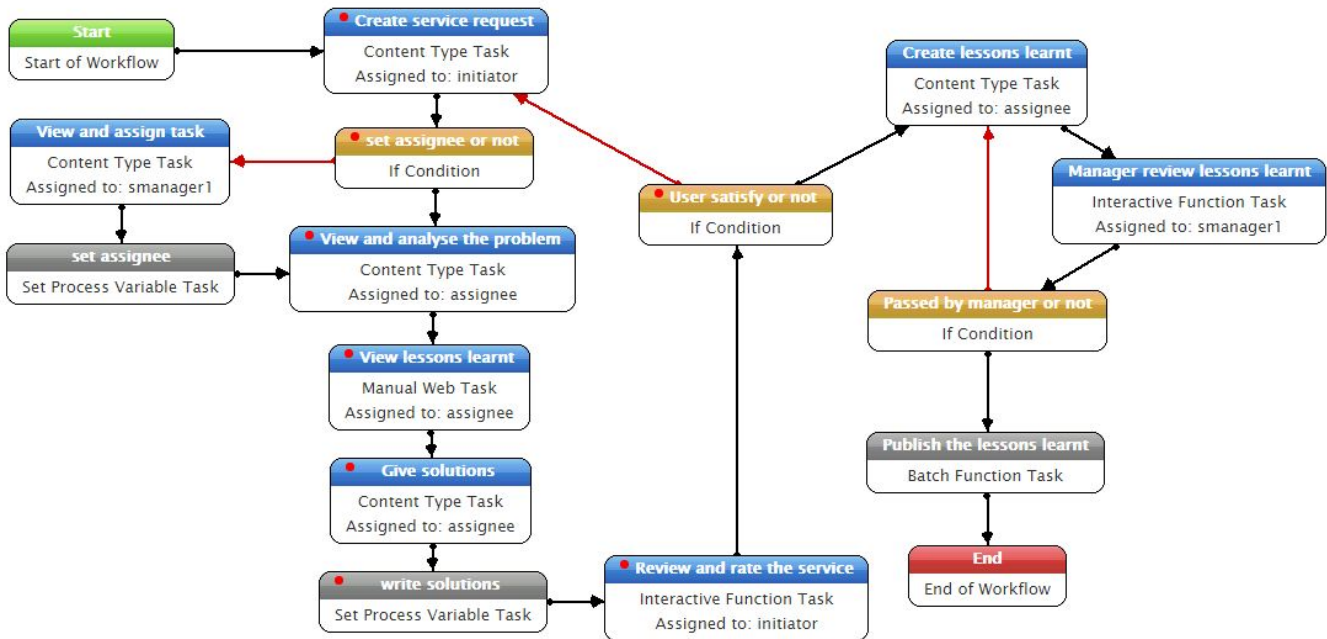 Start
Start of Workflow
Create service request
Content Type Task
Assigned to: initiator
set assignee or not
If Condition
View and assign task
Content Type Task
Assigned to: smanager1
set assignee
Set Process Variable Task
View and analyse the problem
Content Type Task
Assigned to: assignee
View lessons learnt
Manual Web Task
Assigned to: assignee
Give solutions
Content Type Task
Assigned to: assignee
write solutions
Set Process Variable Task
Review and rate the service
Interactive Function Task
Assigned to: initiator
User satisfy or not
If Condition
Create lessons learnt
Content Type Task
Assigned to: assignee
Manager review lessons learnt
Interactive Function Task
Assigned to: smanager1
Passed by manager or not
If Condition
Publish the lessons learnt
Batch Function Task
End
End of Workflow